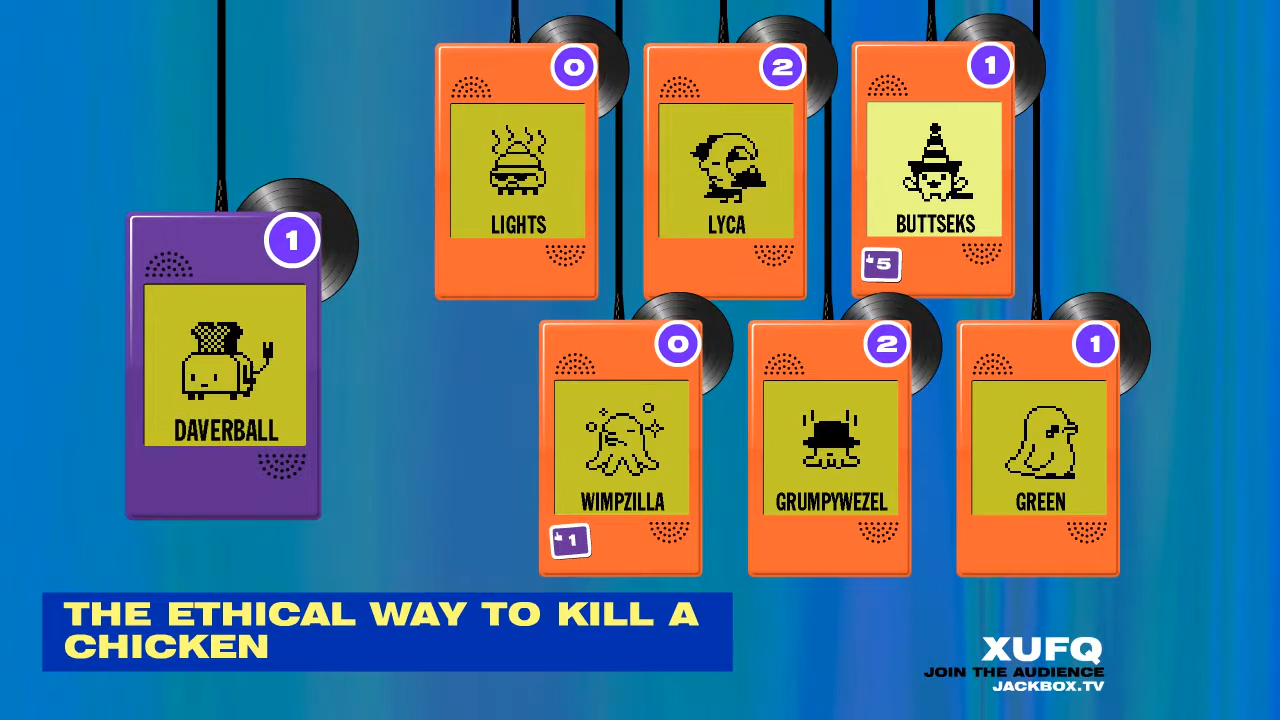 0
2
1
LIGHTS
LYCA
BUTTSEKS
5
1
DAVERBALL
0
2
1
WIMPZILLA
GRUMPYWEZEL
GREEN
1
THE ETHICAL WAY TO KILL A
CHICKEN
XUFQ
JOIN THE AUDIENCE
JACKBOX.TV